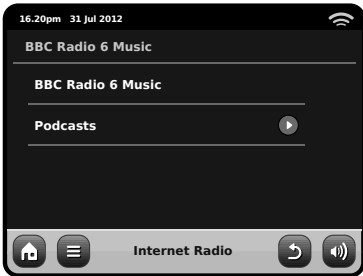 16.20pm 31 Jul 2012
BBC Radio 6 Music
BBC Radio 6 Music
Podcasts
Internet Radio